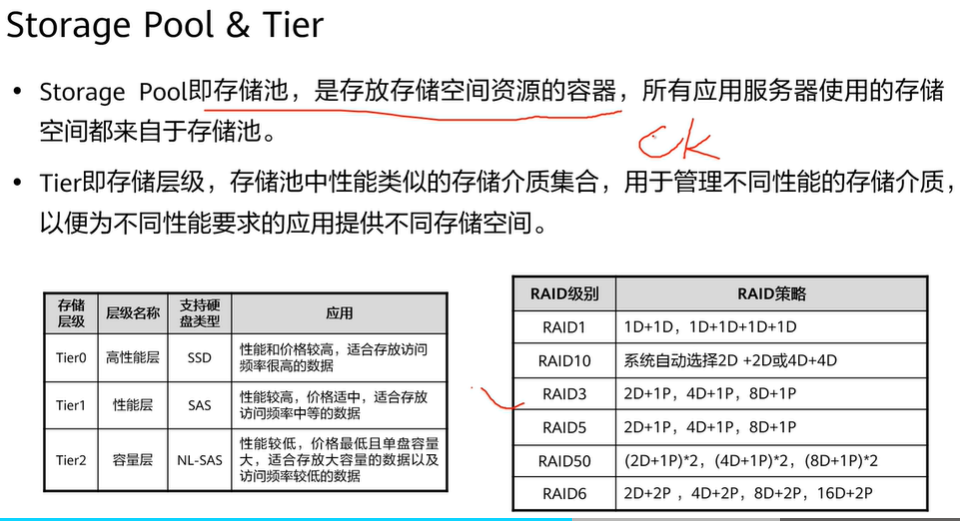 Storage Pool & Tier
• Storage Pool即存储池，是存放存储空间资源的容器，所有应用服务器使用的存储
空间都来自于存储池。
ck
• Tier即存储层级，存储池中性能类似的存储介质集合，用于管理不同性能的存储介质，
以便为不同性能要求的应用提供不同存储空间。
存储
层级
层级名称
支持硬
盘类型
应用
Tier0
高性能层
SSD
性能和价格较高，适合存放访问
频率很高的数据
Tier1
性能层
SAS
性能较高，价格适中，适合存放
访问频率中等的数据
Tier2
容量层
NL-SAS
性能较低，价格最低且单盘容量
大，适合存放大容量的数据以及
访问频率较低的数据
RAID级别
RAID策略
RAID1
1D+1D，1D+1D+1D+1D
RAID10
系统自动选择2D +2D或4D+4D
RAID3
2D+1P，4D+1P，8D+1P
RAID5
2D+1P，4D+1P，8D+1P
RAID50
(2D+1P)*2，(4D+1P)*2，(8D+1P)*2
RAID6
2D+2P ，4D+2P，8D+2P，16D+2P